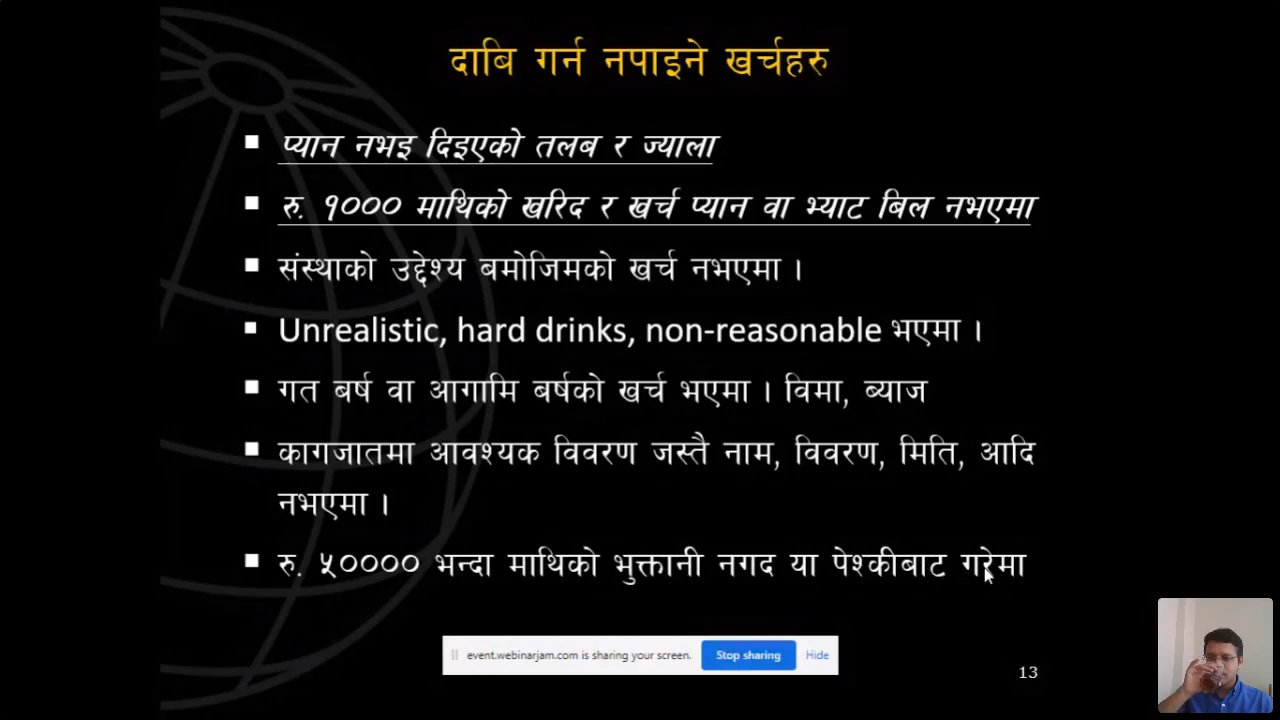 दाबि गर्न नपाइने खर्चहरु
प्यान नभइ दिइएको तलब र ज्याला
रु. १००० माथिको खरिद र खर्च प्यान वा भ्याट बिल नभएमा
संस्थाको उद्देश्य बमोजिमको खर्च नभएमा ।
Unrealistic, hard drinks, non-reasonable भएमा ।
गत बर्ष वा आगामि बर्षको खर्च भएमा । विमा, ब्याज
कागजातमा आवश्यक विवरण जस्तै नाम, विवरण, मिति, आदि
नभएमा ।
रु. ५०००० भन्दा माथिको भुक्तानी नगद या पेश्कीबाट गरेमा
event.webinarjam.com is sharing your screen. Stop sharing Hide
13